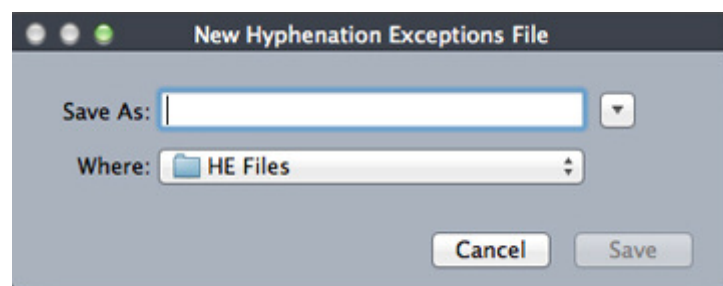 New Hyphenation Exceptions File
Save As:
Where: HE Files
Cancel Save